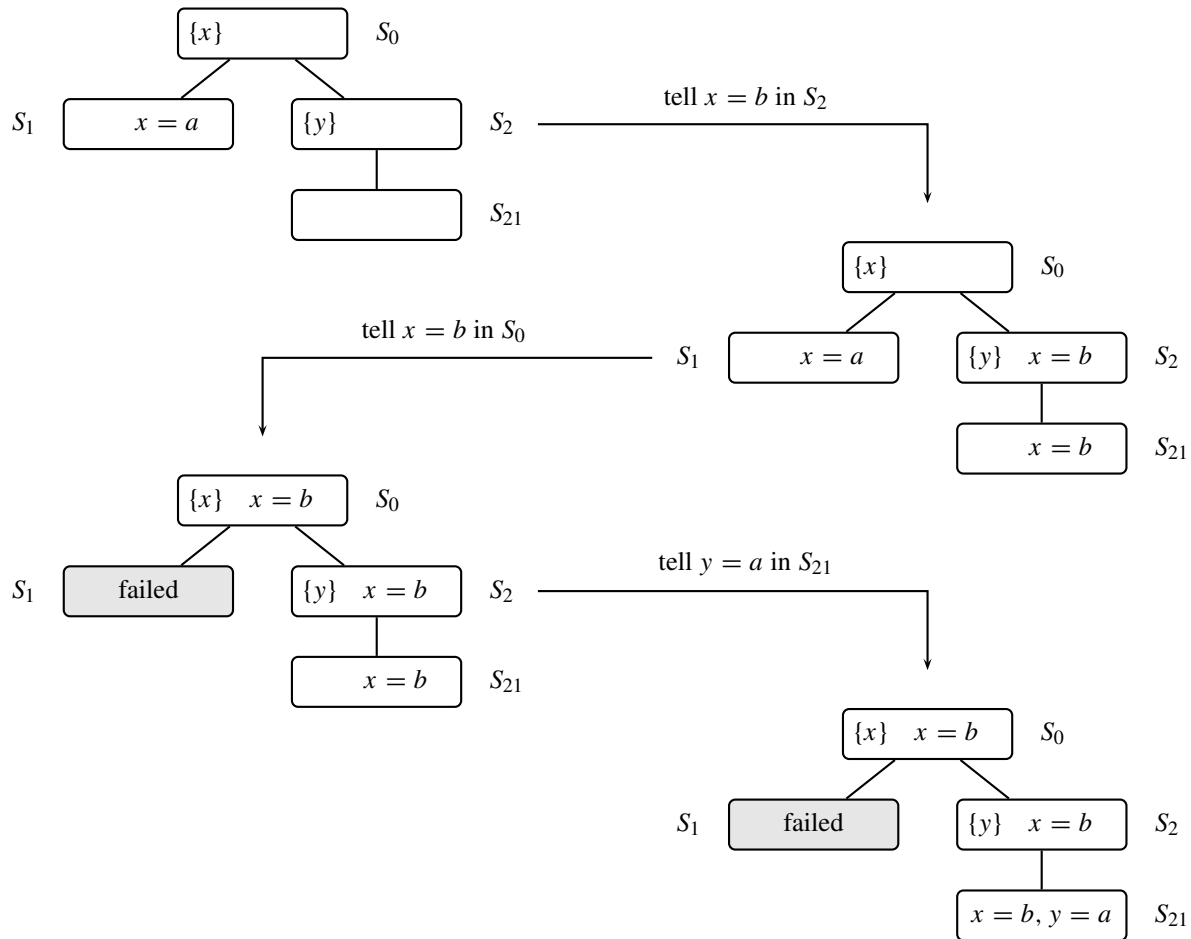 {x} S₀
S₁ x = a {y} S₂
tell x = b in S₂
S₂₁
{x} S₀
tell x = b in S₀
S₁ x = a {y} x = b S₂
x = b S₂₁
{x} x = b S₀
S₁ failed {y} x = b S₂
tell y = a in S₂₁
x = b S₂₁
{x} x = b S₀
S₁ failed {y} x = b S₂
x = b, y = a S₂₁